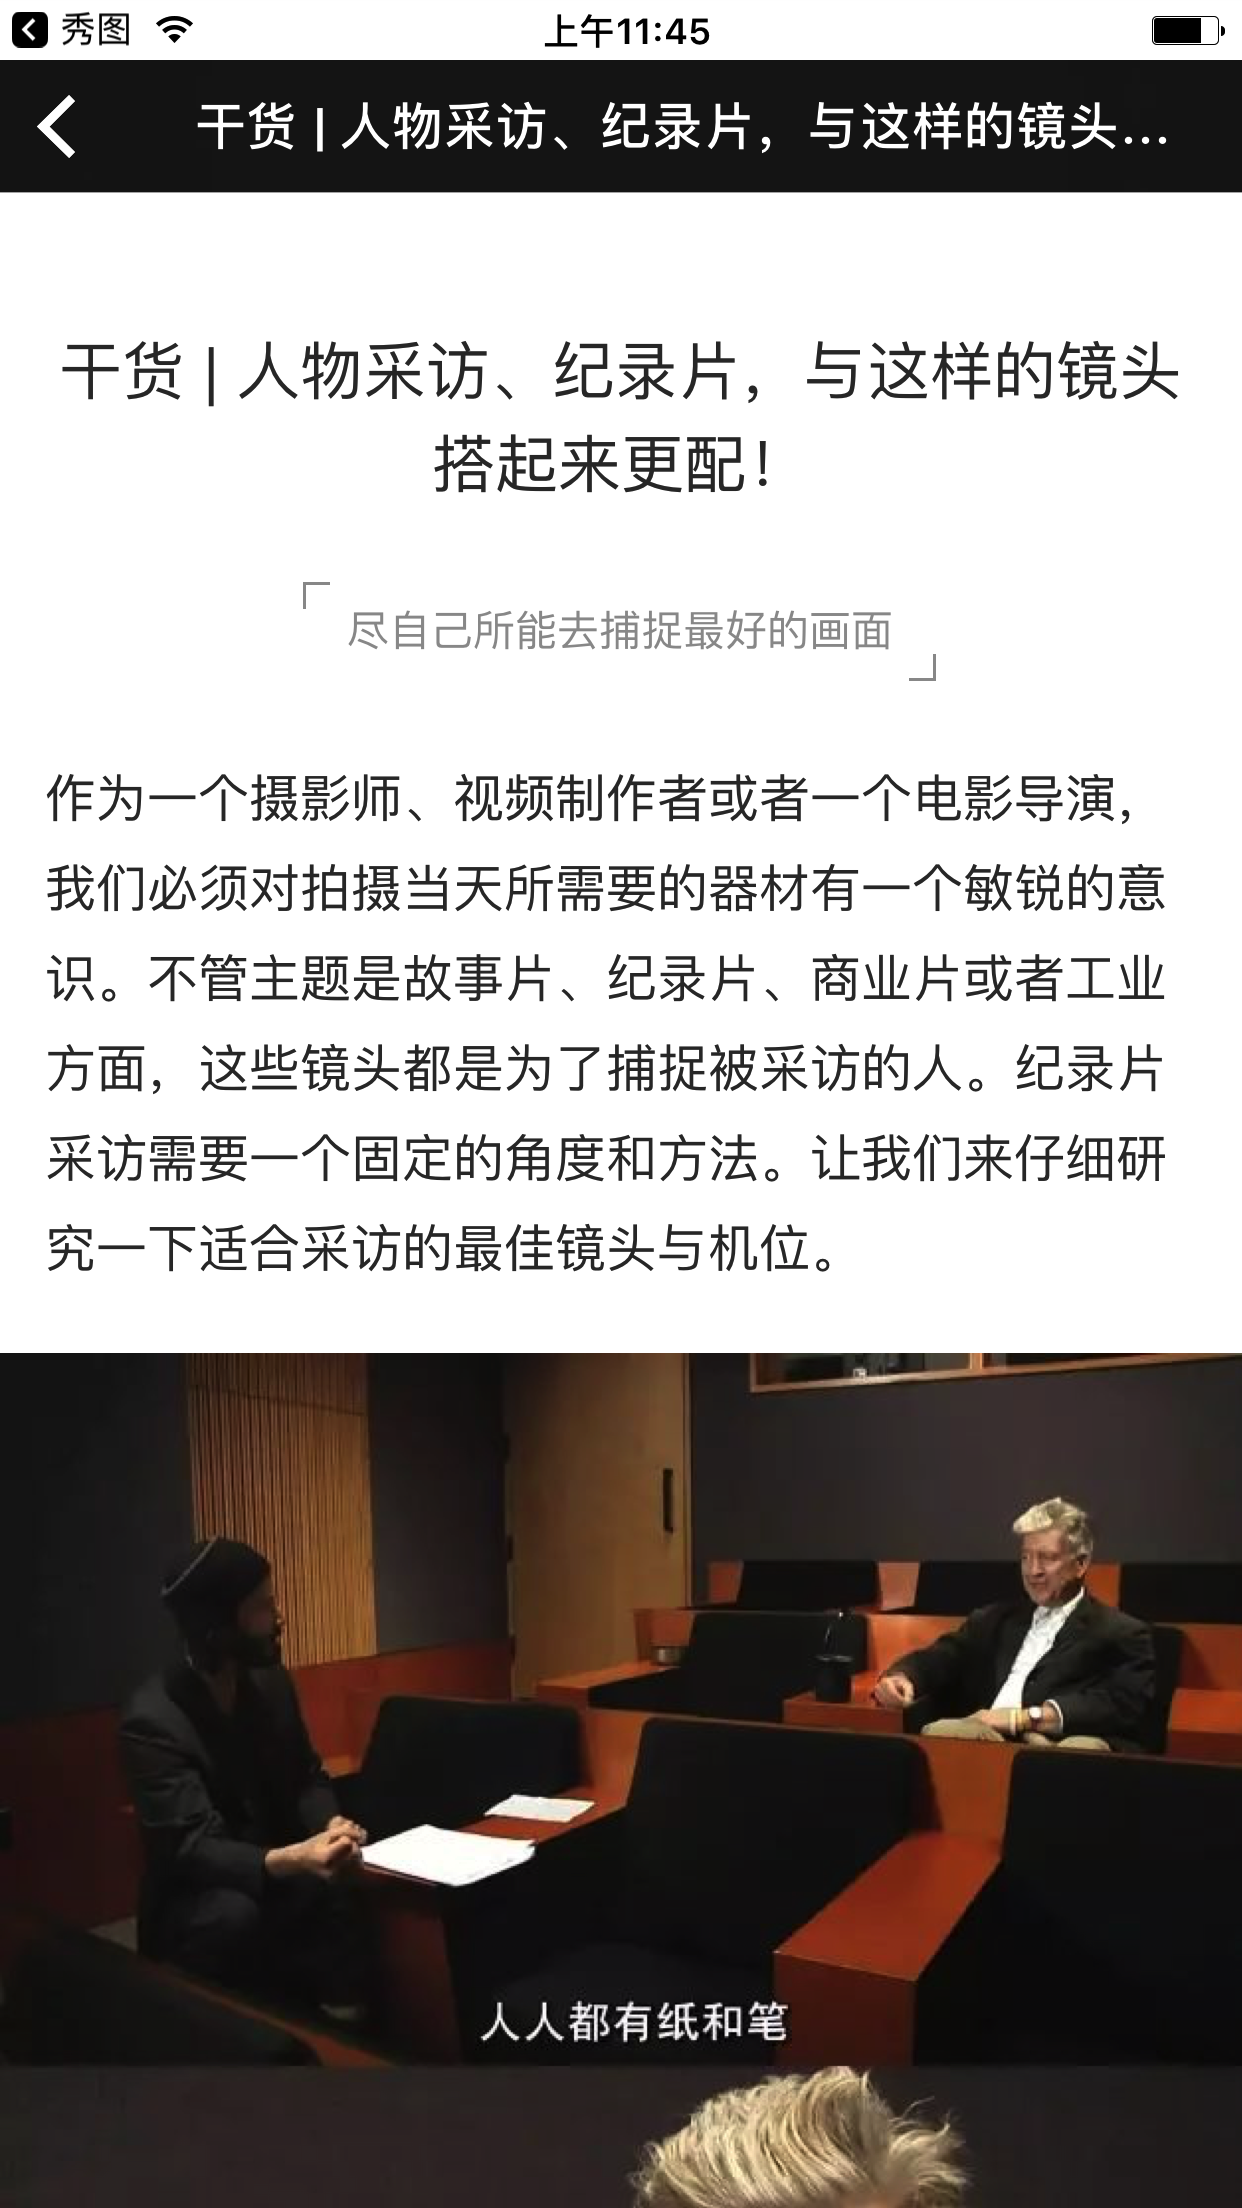 秀图
上午11:45
干货 | 人物采访、纪录片，与这样的镜头...
干货 | 人物采访、纪录片，与这样的镜头
搭起来更配！
尽自己所能去捕捉最好的画面
作为一个摄影师、视频制作者或者一个电影导演，
我们必须对拍摄当天所需要的器材有一个敏锐的意
识。不管主题是故事片、纪录片、商业片或者工业
方面，这些镜头都是为了捕捉被采访的人。纪录片
采访需要一个固定的角度和方法。让我们来仔细研
究一下适合采访的最佳镜头与机位。
人人都有纸和笔